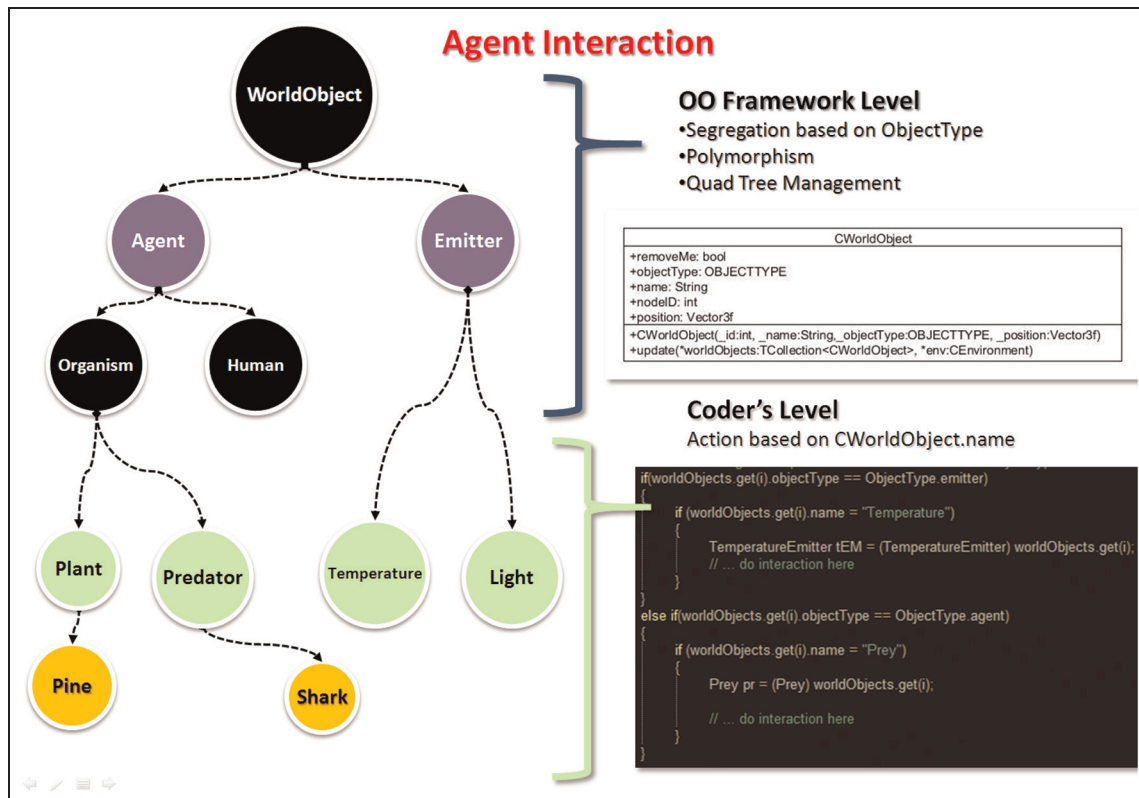 Agent Interaction
WorldObject
Agent
Emitter
Organism
Human
Plant
Predator
Temperature
Light
Pine
Shark
OO Framework Level
•Segregation based on ObjectType
•Polymorphism
•Quad Tree Management
CWorldObject
+removeMe: bool
+objectType: OBJECTTYPE
+name: String
+nodeID: int
+position: Vector3f
+CWorldObject(_id:int, _name:String,_objectType:OBJECTTYPE, _position:Vector3f)
+update(*worldObjects:TCollection<CWorldObject>, *env:CEnvironment)
Coder's Level
Action based on CWorldObject.name
if(worldObjects.get(i).objectType == ObjectType.emitter)
{
if (worldObjects.get(i).name = "Temperature")
{
TemperatureEmitter tEM = (TemperatureEmitter) worldObjects.get(i);
// ... do interaction here
}
}
else if(worldObjects.get(i).objectType == ObjectType.agent)
{
if (worldObjects.get(i).name = "Prey")
{
Prey pr = (Prey) worldObjects.get(i);
// ... do interaction here
}
}